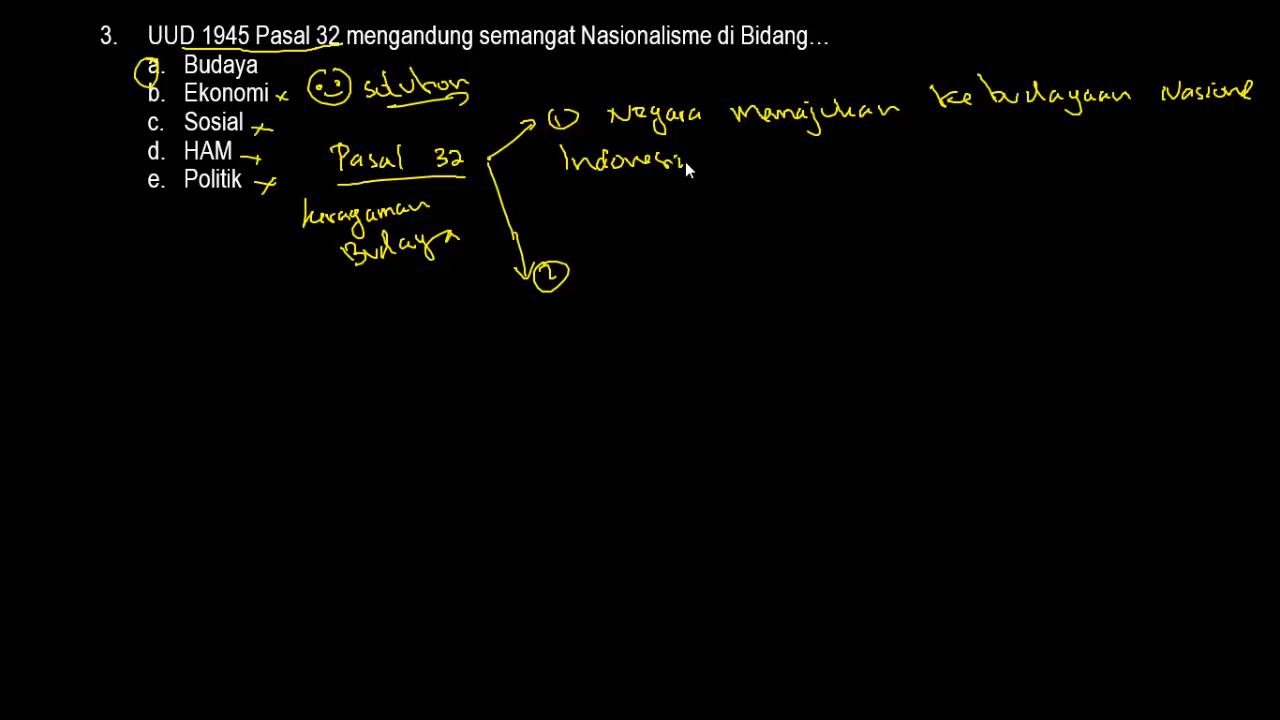 3. UUD 1945 Pasal 32 mengandung semangat Nasionalisme di Bidang...
a. Budaya
b. Ekonomi x
c. Sosial x
d. HAM x
e. Politik x
solution
Pasal 32
keragaman
Budaya
① Negara memajukan kebudayaan Nasional
Indonesia
②